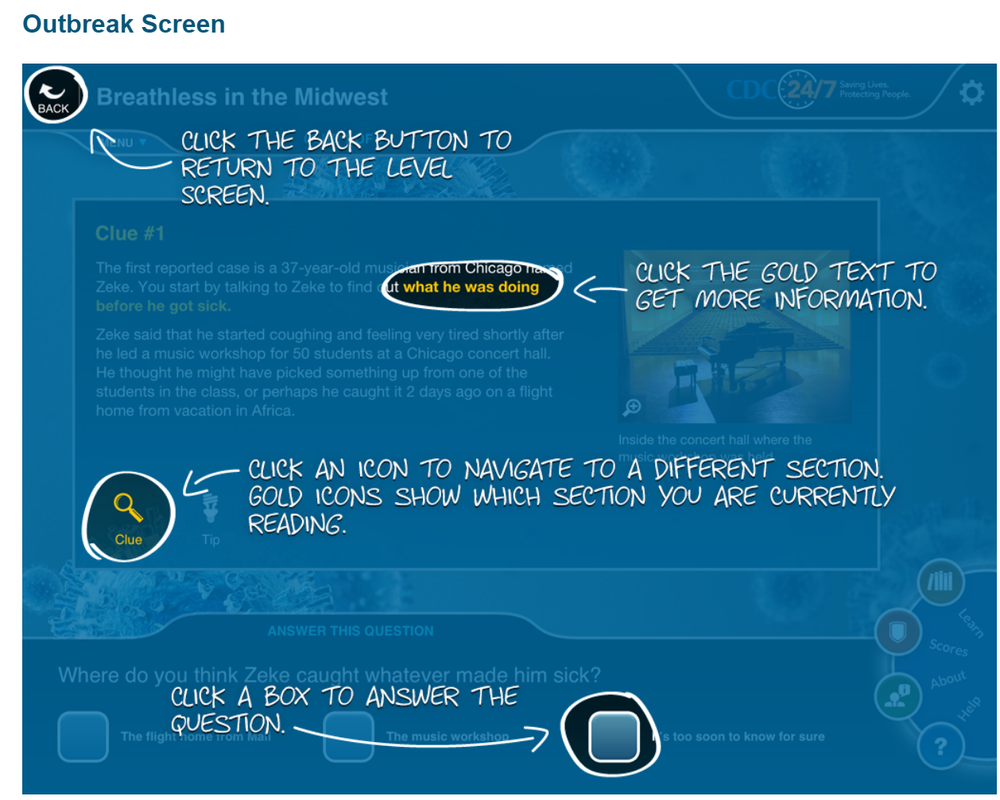 Outbreak Screen
BACK
Breathless in the Midwest
CDC 24/7 Saving Lives.
Protecting People.
MENU
CLICK THE BACK BUTTON TO
RETURN TO THE LEVEL
SCREEN.
Clue #1
The first reported case is a 37-year-old musician from Chicago named
Zeke. You start by talking to Zeke to find out what he was doing
before he got sick.
CLICK THE GOLD TEXT TO
GET MORE INFORMATION.
Zeke said that he started coughing and feeling very tired shortly after
he led a music workshop for 50 students at a Chicago concert hall.
He thought he might have picked something up from one of the
students in the class, or perhaps he caught it 2 days ago on a flight
home from vacation in Africa.
Inside the concert hall where the
music workshop was held
CLICK AN ICON TO NAVIGATE TO A DIFFERENT SECTION.
GOLD ICONS SHOW WHICH SECTION YOU ARE CURRENTLY
READING.
Clue
Tip
Learn
Scores
About
Help
?
ANSWER THIS QUESTION
Where do you think Zeke caught whatever made him sick?
CLICK A BOX TO ANSWER THE
QUESTION.
The flight home from Mali
The music workshop
It's too soon to know for sure